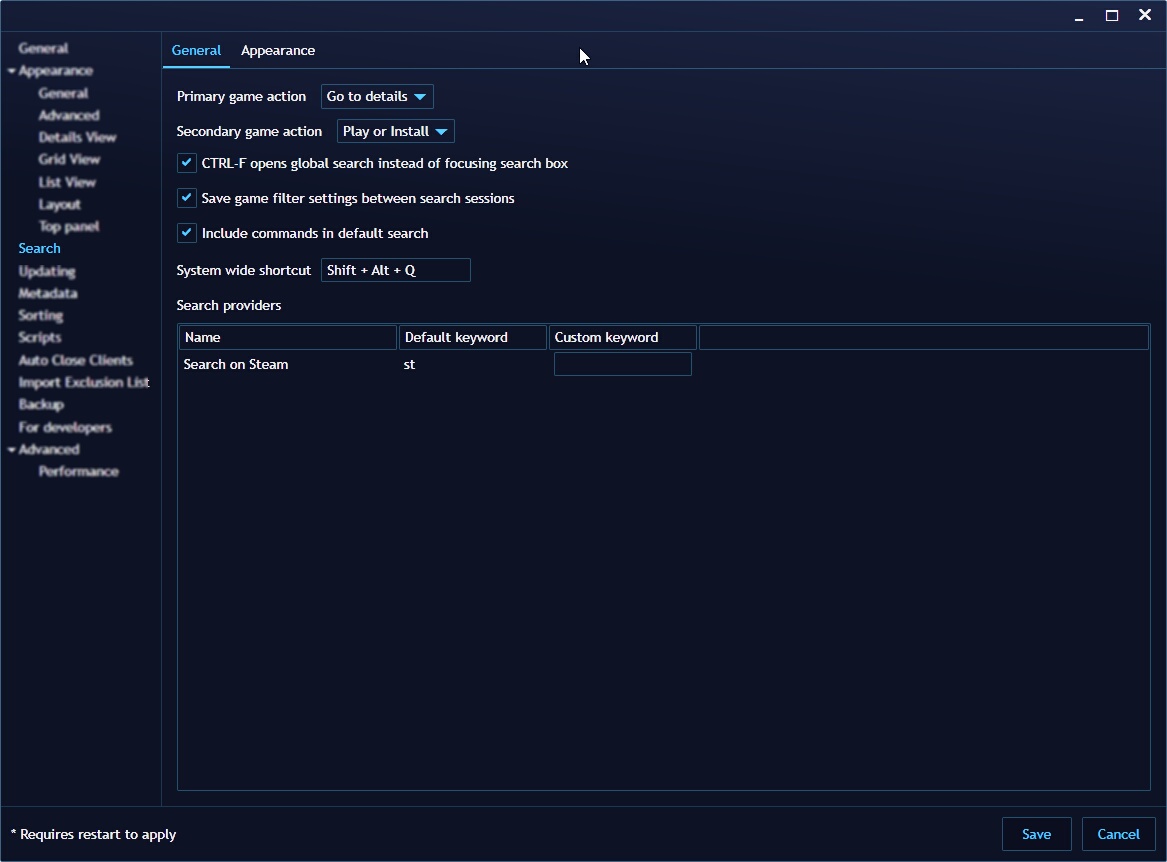 General
Appearance
General
Advanced
Details View
Grid View
List View
Layout
Top panel
Search
Updating
Metadata
Sorting
Scripts
Auto Close Clients
Import Exclusion List
Backup
For developers
Advanced
Performance
General Appearance
Primary game action Go to details
Secondary game action Play or Install
CTRL-F opens global search instead of focusing search box
Save game filter settings between search sessions
Include commands in default search
System wide shortcut Shift + Alt + Q
Search providers
Name Default keyword Custom keyword
Search on Steam st
* Requires restart to apply Save Cancel